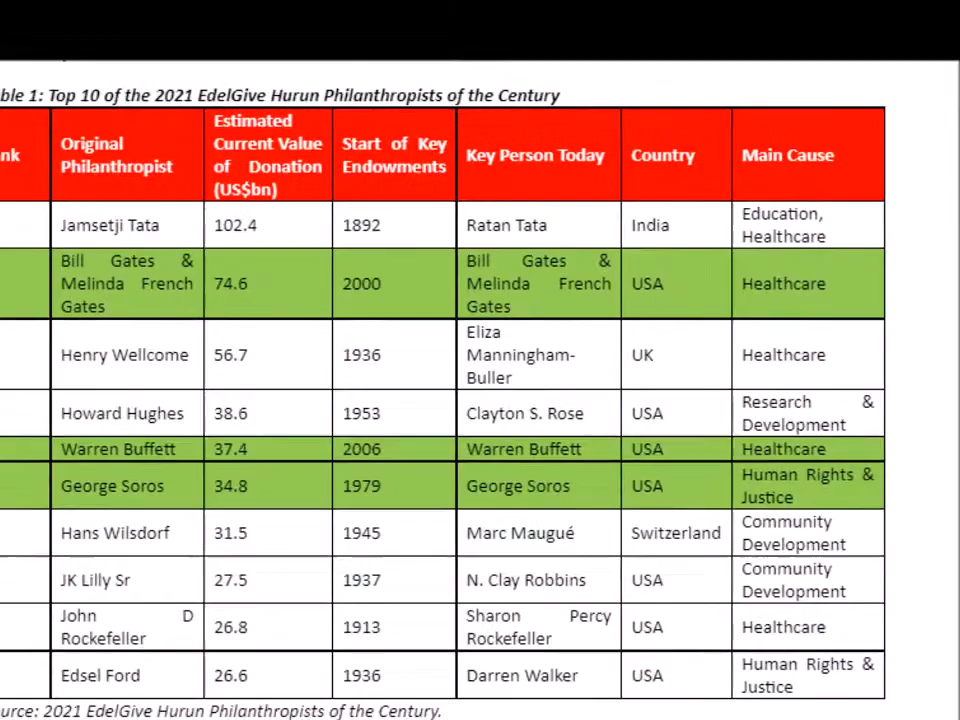 ble 1: Top 10 of the 2021 EdelGive Hurun Philanthropists of the Century
nk
Original Philanthropist
Estimated Current Value of Donation (US$bn)
Start of Key Endowments
Key Person Today
Country
Main Cause
Jamsetji Tata
102.4
1892
Ratan Tata
India
Education, Healthcare
Bill Gates & Melinda French Gates
74.6
2000
Bill Gates & Melinda French Gates
USA
Healthcare
Henry Wellcome
56.7
1936
Eliza Manningham-Buller
UK
Healthcare
Howard Hughes
38.6
1953
Clayton S. Rose
USA
Research & Development
Warren Buffett
37.4
2006
Warren Buffett
USA
Healthcare
George Soros
34.8
1979
George Soros
USA
Human Rights & Justice
Hans Wilsdorf
31.5
1945
Marc Maugué
Switzerland
Community Development
JK Lilly Sr
27.5
1937
N. Clay Robbins
USA
Community Development
John D Rockefeller
26.8
1913
Sharon Percy Rockefeller
USA
Healthcare
Edsel Ford
26.6
1936
Darren Walker
USA
Human Rights & Justice
urce: 2021 EdelGive Hurun Philanthropists of the Century.